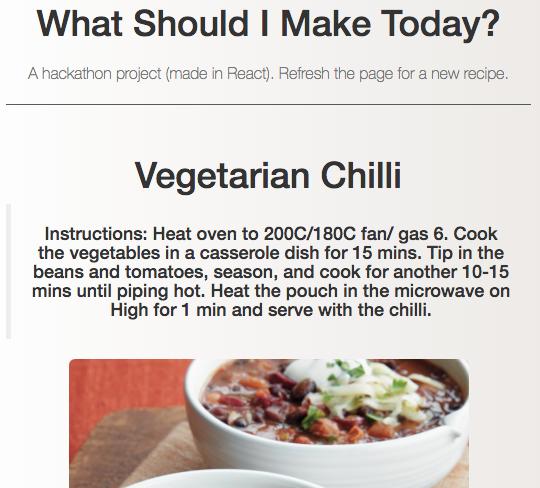 What Should I Make Today?
A hackathon project (made in React). Refresh the page for a new recipe.
Vegetarian Chilli
Instructions: Heat oven to 200C/180C fan/ gas 6. Cook
the vegetables in a casserole dish for 15 mins. Tip in the
beans and tomatoes, season, and cook for another 10-15
mins until piping hot. Heat the pouch in the microwave on
High for 1 min and serve with the chilli.